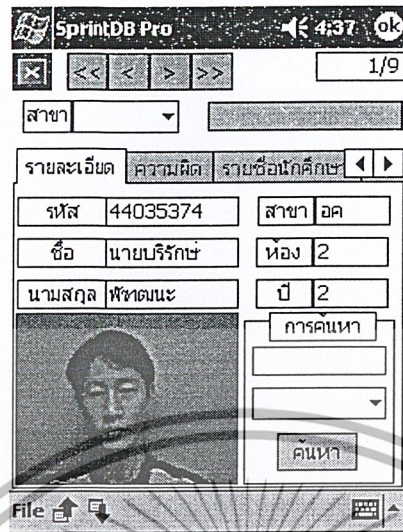 SprintDB Pro 4:37 ok
<< < > >> 1/9
สาขา
รายละเอียด ความผิด รายชื่อนักศึกษา
รหัส 44035374 สาขา อค
ชื่อ นายบริรักษ์ ห้อง 2
นามสกุล พัฑฒนะ ปี 2
การค้นหา
ค้นหา
File